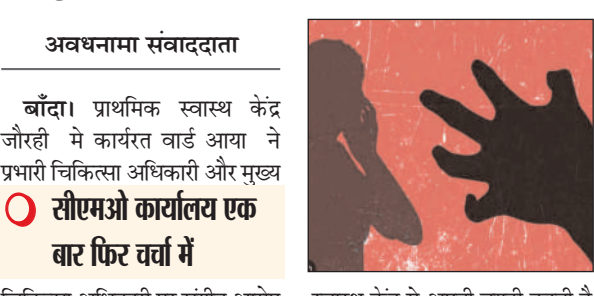 अवधनामा संवाददाता
बाँदा। प्राथमिक स्वास्थ केंद्र
जौरही मे कार्यरत वार्ड आया ने
प्रभारी चिकित्सा अधिकारी और मुख्य
सीएमओ कार्यालय एक
बार फिर चर्चा में